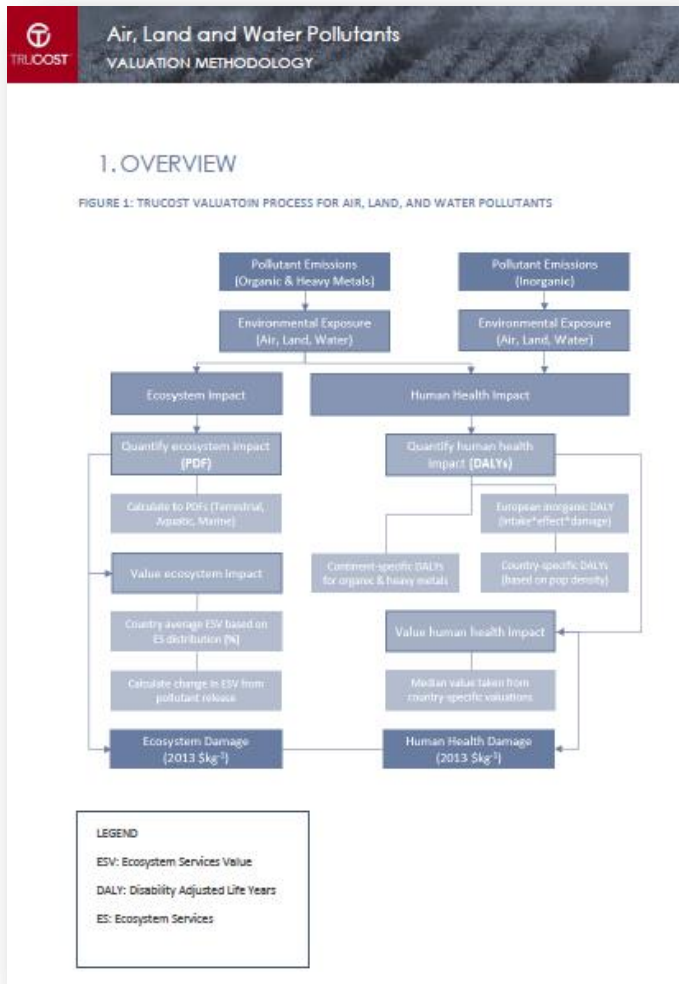 TRUCOST
Air, Land and Water Pollutants
VALUATION METHODOLOGY
1. OVERVIEW
FIGURE 1: TRUCOST VALUATOIN PROCESS FOR AIR, LAND, AND WATER POLLUTANTS
Pollutant Emissions
(Organic & Heavy Metals)
Pollutant Emissions
(Inorganic)
Environmental Exposure
(Air, Land, Water)
Environmental Exposure
(Air, Land, Water)
Ecosystem Impact
Human Health Impact
Quantify ecosystem impact
(PDF)
Quantify human health
impact (DALYs)
Calculate to PDFs (Terrestrial,
Aquatic, Marine)
European inorganic DALY
(intake*effect*damage)
Continent-specific DALYs
for organic & heavy metals
Country-specific DALYs
(based on pop density)
Value ecosystem impact
Country average ESV based on
ES distribution (%)
Value human health impact
Calculate change in ESV from
pollutant release
Median value taken from
country-specific valuations
Ecosystem Damage
(2013 $kg⁻¹)
Human Health Damage
(2013 $kg⁻¹)
LEGEND
ESV: Ecosystem Services Value
DALY: Disability Adjusted Life Years
ES: Ecosystem Services